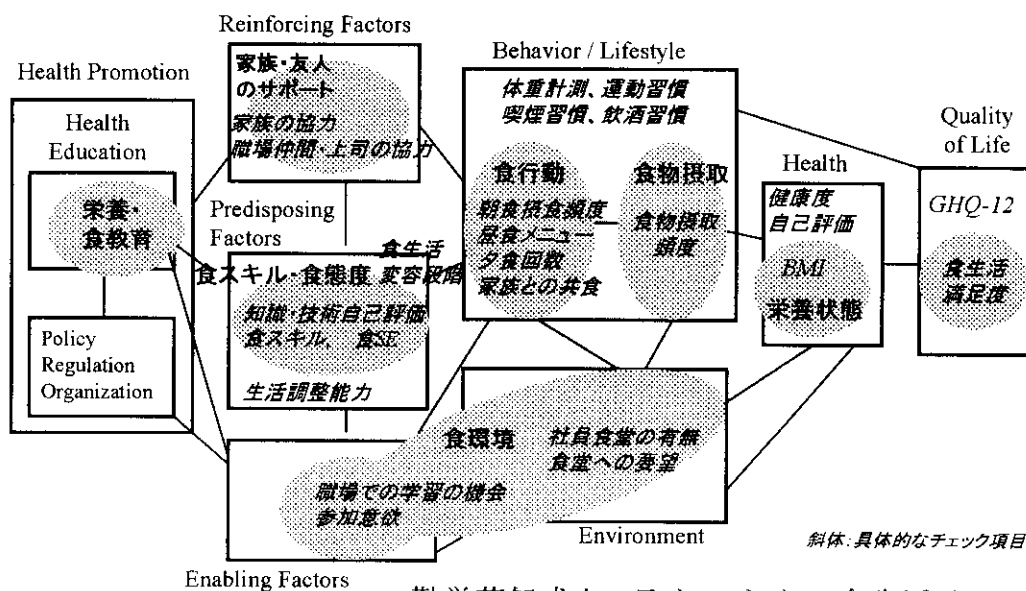 Reinforcing Factors
家族・友人
のサポート
家族の協力
職場仲間・上司の協力
Health Promotion
Health
Education
栄養・
食教育
Policy
Regulation
Organization
Predisposing
Factors
食生活
変容段階
食スキル・食態度
知識・技術自己評価
食スキル、 食SE
生活調整能力
Behavior / Lifestyle
体重計測、運動習慣
喫煙習慣、飲酒習慣
食行動
朝食摂食頻度
昼食メニュー
夕食回数
家族との共食
食物摂取
食物摂取
頻度
Health
健康度
自己評価
BMI
栄養状態
Quality
of Life
GHQ-12
食生活
満足度
食環境
社員食堂の有無
食堂への要望
職場での学習の機会
参加意欲
Environment
Enabling Factors
斜体:具体的なチェック項目